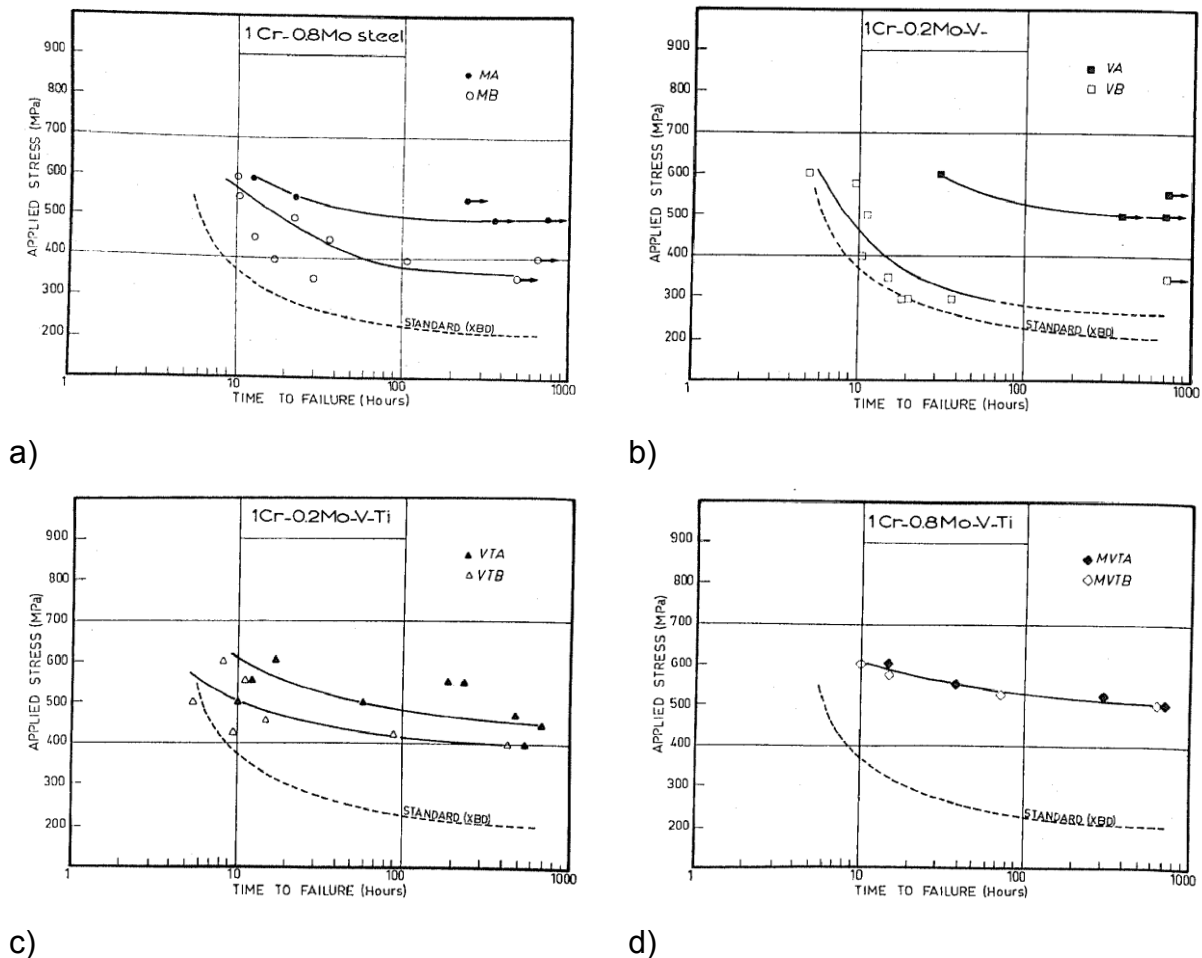 1Cr-0.8Mo steel
MA
MB
APPLIED STRESS (MPa)
900
800
700
600
500
400
300
200
STANDARD (XBD)
1
10
100
1000
TIME TO FAILURE (Hours)
a)
1Cr-0.2Mo-V-
VA
VB
APPLIED STRESS (MPa)
900
800
700
600
500
400
300
200
STANDARD (XBD)
1
10
100
1000
TIME TO FAILURE (Hours)
b)
1Cr-0.2Mo-V-Ti
VTA
VTB
APPLIED STRESS (MPa)
900
800
700
600
500
400
300
200
STANDARD (XBD)
1
10
100
1000
TIME TO FAILURE (Hours)
c)
1Cr-0.8Mo-V-Ti
MVTA
MVTB
APPLIED STRESS (MPa)
900
800
700
600
500
400
300
200
STANDARD (XBD)
1
10
100
1000
TIME TO FAILURE (Hours)
d)